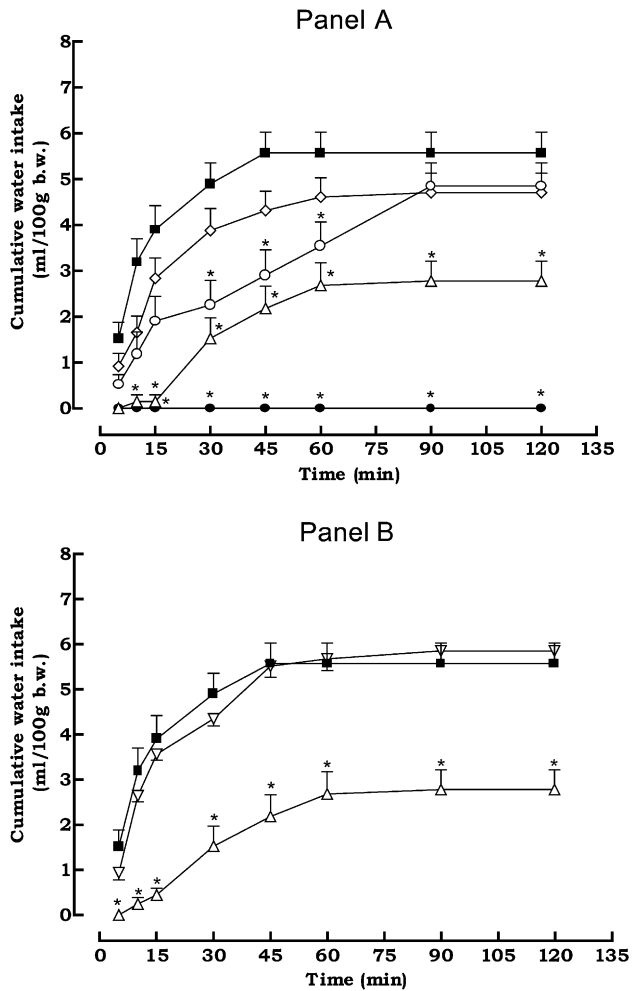 Panel A
8
7
6
5
4
3
2
1
0
Cumulative water intake
(ml/100g b.w.)
* * * * *
* * * *
* * * * * * * *
0 15 30 45 60 75 90 105 120 135
Time (min)
Panel B
8
7
6
5
4
3
2
1
0
Cumulative water intake
(ml/100g b.w.)
* * * * * * * *
0 15 30 45 60 75 90 105 120 135
Time (min)